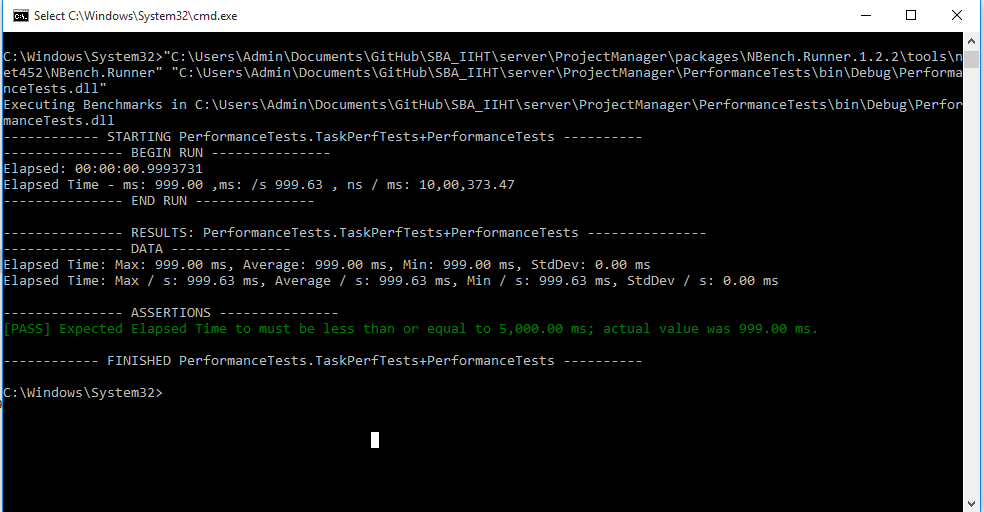 Select C:\Windows\System32\cmd.exe
C:\Windows\System32>"C:\Users\Admin\Documents\GitHub\SBA_IIHT\server\ProjectManager\packages\NBench.Runner.1.2.2\tools\n
et452\NBench.Runner" "C:\Users\Admin\Documents\GitHub\SBA_IIHT\server\ProjectManager\PerformanceTests\bin\Debug\Performa
nceTests.dll"
Executing Benchmarks in C:\Users\Admin\Documents\GitHub\SBA_IIHT\server\ProjectManager\PerformanceTests\bin\Debug\Perfor
manceTests.dll
------------ STARTING PerformanceTests.TaskPerfTests+PerformanceTests ----------
--------------- BEGIN RUN ---------------
Elapsed: 00:00:00.9993731
Elapsed Time - ms: 999.00 ,ms: /s 999.63 , ns / ms: 10,00,373.47
--------------- END RUN ---------------
--------------- RESULTS: PerformanceTests.TaskPerfTests+PerformanceTests ---------------
--------------- DATA ---------------
Elapsed Time: Max: 999.00 ms, Average: 999.00 ms, Min: 999.00 ms, StdDev: 0.00 ms
Elapsed Time: Max / s: 999.63 ms, Average / s: 999.63 ms, Min / s: 999.63 ms, StdDev / s: 0.00 ms
--------------- ASSERTIONS ---------------
[PASS] Expected Elapsed Time to must be less than or equal to 5,000.00 ms; actual value was 999.00 ms.
------------ FINISHED PerformanceTests.TaskPerfTests+PerformanceTests ----------
C:\Windows\System32>